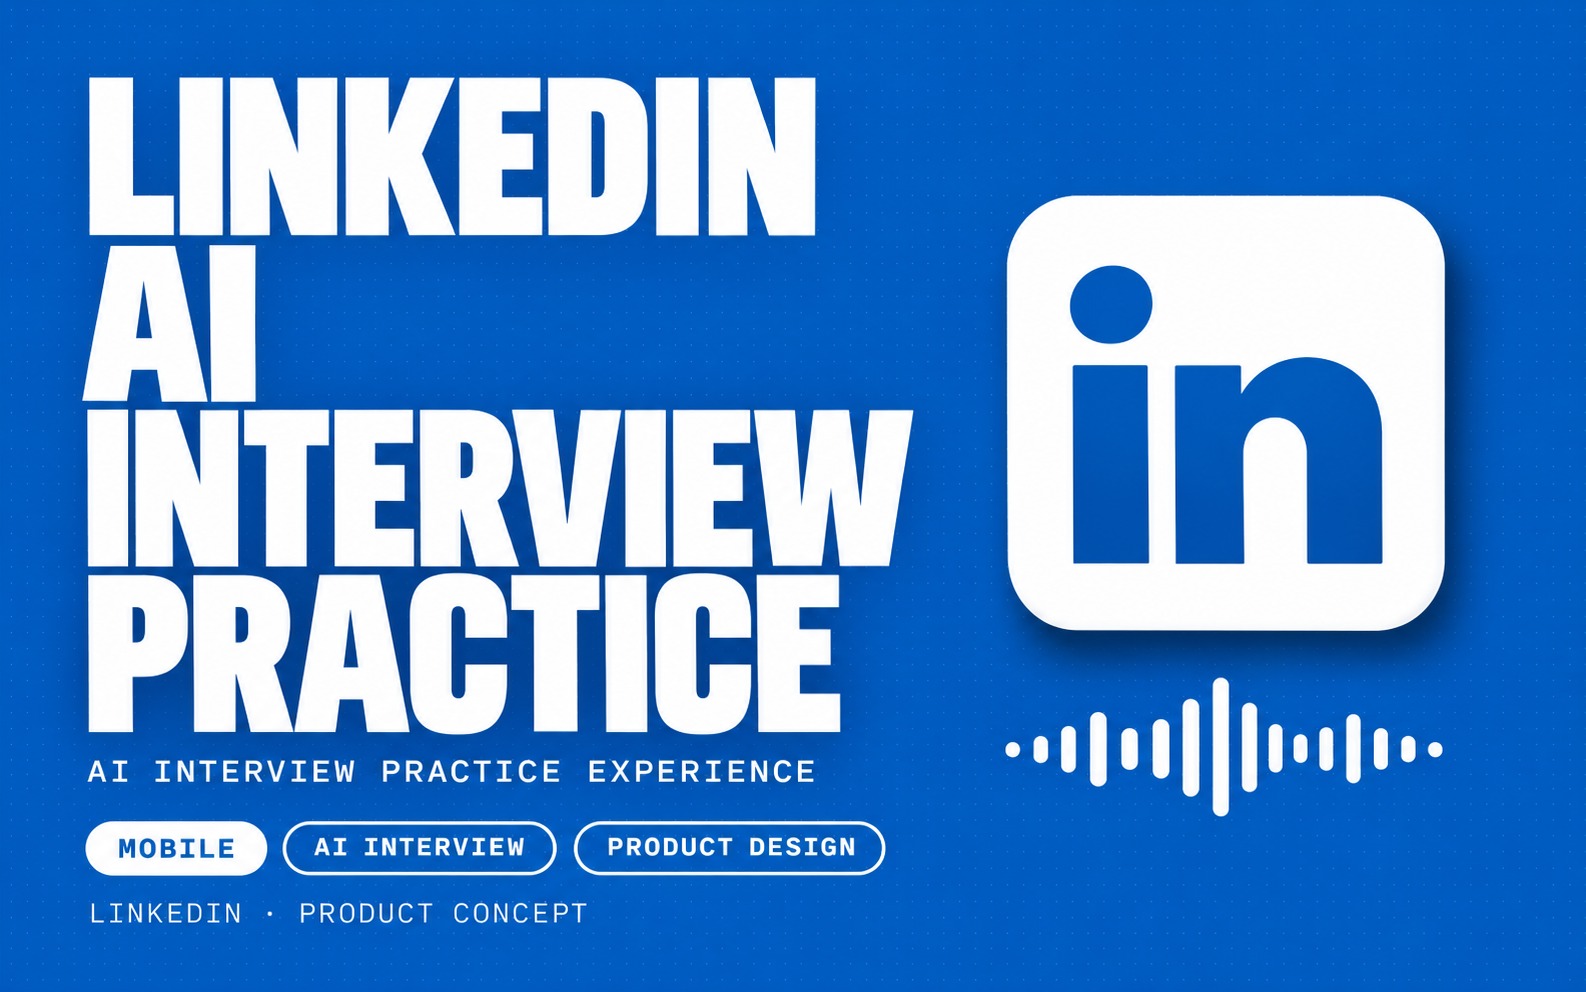 LINKEDIN
AI
INTERVIEW
PRACTICE
AI INTERVIEW PRACTICE EXPERIENCE
MOBILE
AI INTERVIEW
PRODUCT DESIGN
LINKEDIN · PRODUCT CONCEPT
in